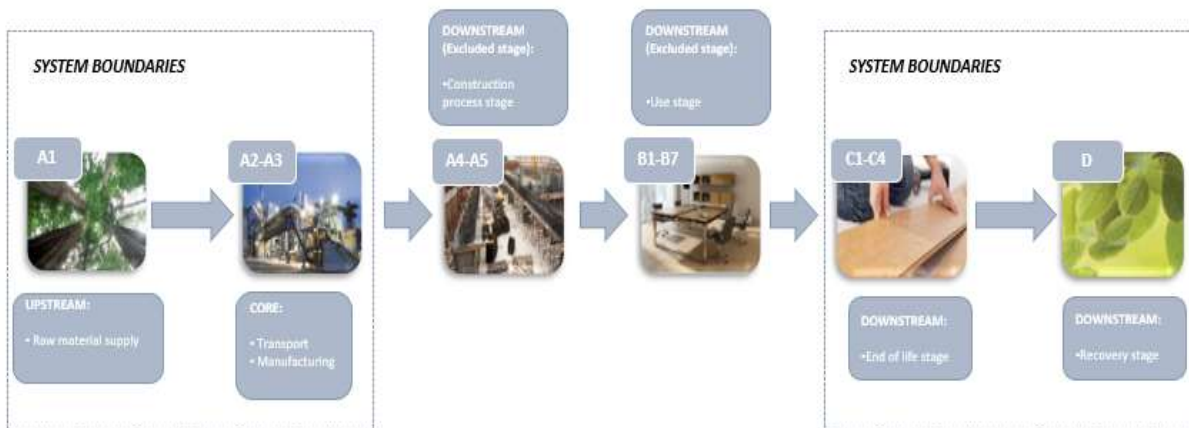 SYSTEM BOUNDARIES
A1
UPSTREAM:
• Raw material supply
A2-A3
CORE:
• Transport
• Manufacturing
DOWNSTREAM
(Excluded stage):
•Construction
process stage
A4-A5
DOWNSTREAM
(Excluded stage):
•Use stage
B1-B7
SYSTEM BOUNDARIES
C1-C4
DOWNSTREAM:
•End of life stage
D
DOWNSTREAM:
•Recovery stage